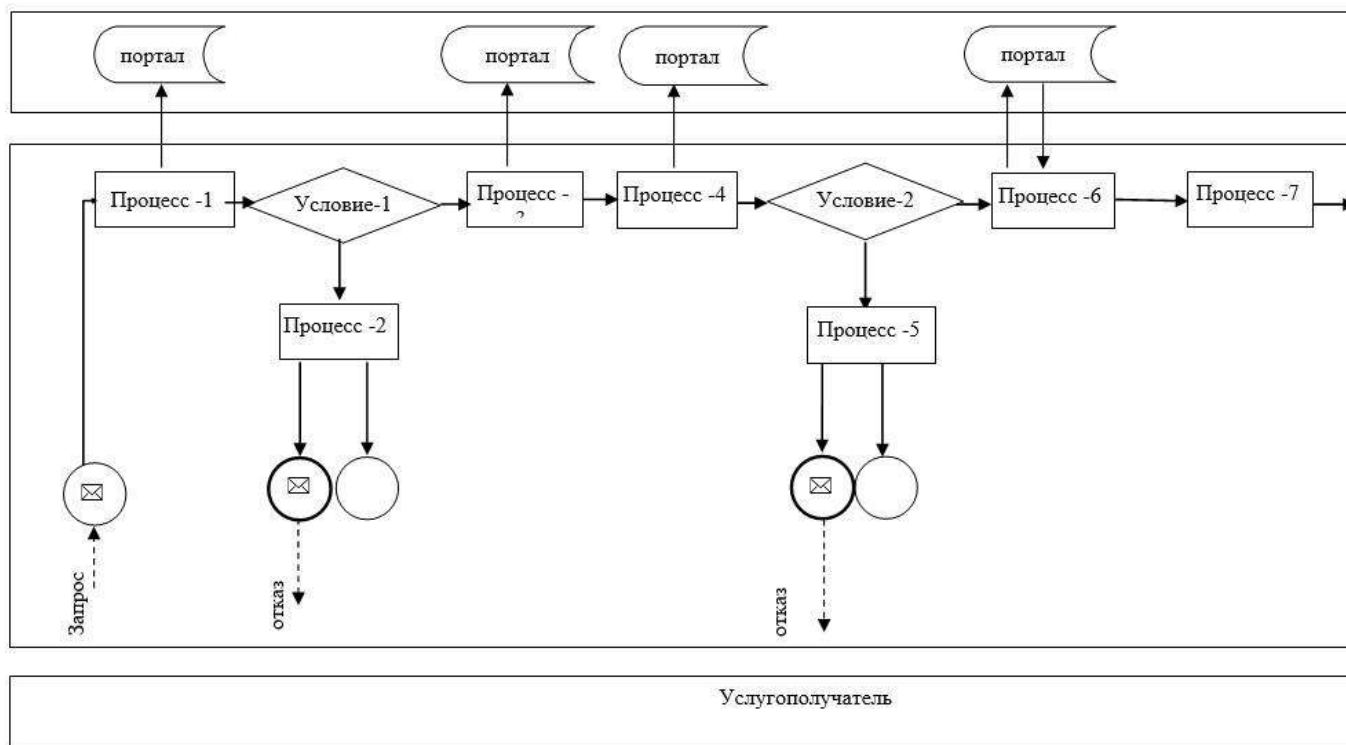 портал
портал
портал
портал
Процесс -1
Условие-1
Процесс -
Процесс -4
Условие-2
Процесс -6
Процесс -7
Процесс -2
Процесс -5
Запрос
отказ
отказ
Услугополучатель